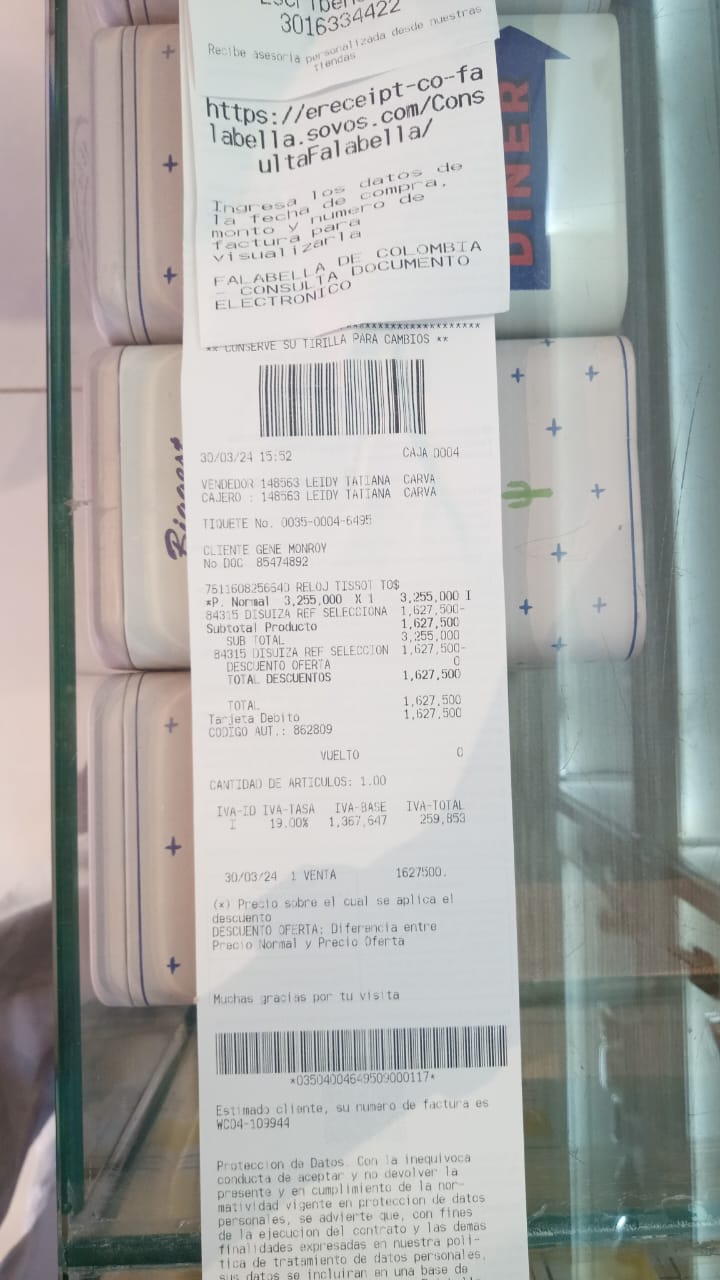 3016334422
Recibe asesoria personalizada desde nuestras
tiendas
https://ereceipt-co-fa
labella.sovos.com/Cons
ultaFalabella/
Ingresa los datos de
la fecha de compra,
monto y numero de
factura para
visualizarla
FALABELLA DE COLOMBIA
- CONSULTA DOCUMENTO
ELECTRONICO
** CONSERVE SU TIRILLA PARA CAMBIOS **
30/03/24 15:52 CAJA 0004
VENDEDOR 148563 LEIDY TATIANA CARVA
CAJERO : 148563 LEIDY TATIANA CARVA
TIQUETE No. 0035-0004-6495
CLIENTE GENE MONROY
No.DOC 85474892
7611608256640 RELOJ TISSOT TO$
*P. Normal 3,255,000 X 1 3,255,000 I
84315 DISUIZA REF SELECCIONA 1,627,500-
Subtotal Producto 1,627,500
SUB TOTAL 3,255,000
84315 DISUIZA REF SELECCION 1,627,500-
DESCUENTO OFERTA 0
TOTAL DESCUENTOS 1,627,500
TOTAL 1,627,500
Tarjeta Debito 1,627,500
CODIGO AUT.: 862809
VUELTO 0
CANTIDAD DE ARTICULOS: 1.00
IVA-ID IVA-TASA IVA-BASE IVA-TOTAL
I 19.00% 1,367,647 259,853
30/03/24 1 VENTA 1627500.
(*) Precio sobre el cual se aplica el
descuento
DESCUENTO OFERTA: Diferencia entre
Precio Normal y Precio Oferta
Muchas gracias por tu visita
*03504004649509000117*
Estimado cliente, su numero de factura es
WC04-109944
Proteccion de Datos. Con la inequivoca
conducta de aceptar y no devolver la
presente y en cumplimiento de la nor-
matividad vigente en proteccion de datos
personales, se advierte que, con fines
de la ejecucion del contrato y las demas
finalidades expresadas en nuestra poli-
tica de tratamiento de datos personales,
sus datos se incluiran en una base de
DINER